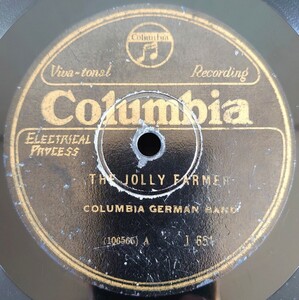 Columbia
Viva-tonal Recording
Columbia
ELECTRICAL
PROCESS
THE JOLLY FARMER
COLUMBIA GERMAN BAND
(106566) A